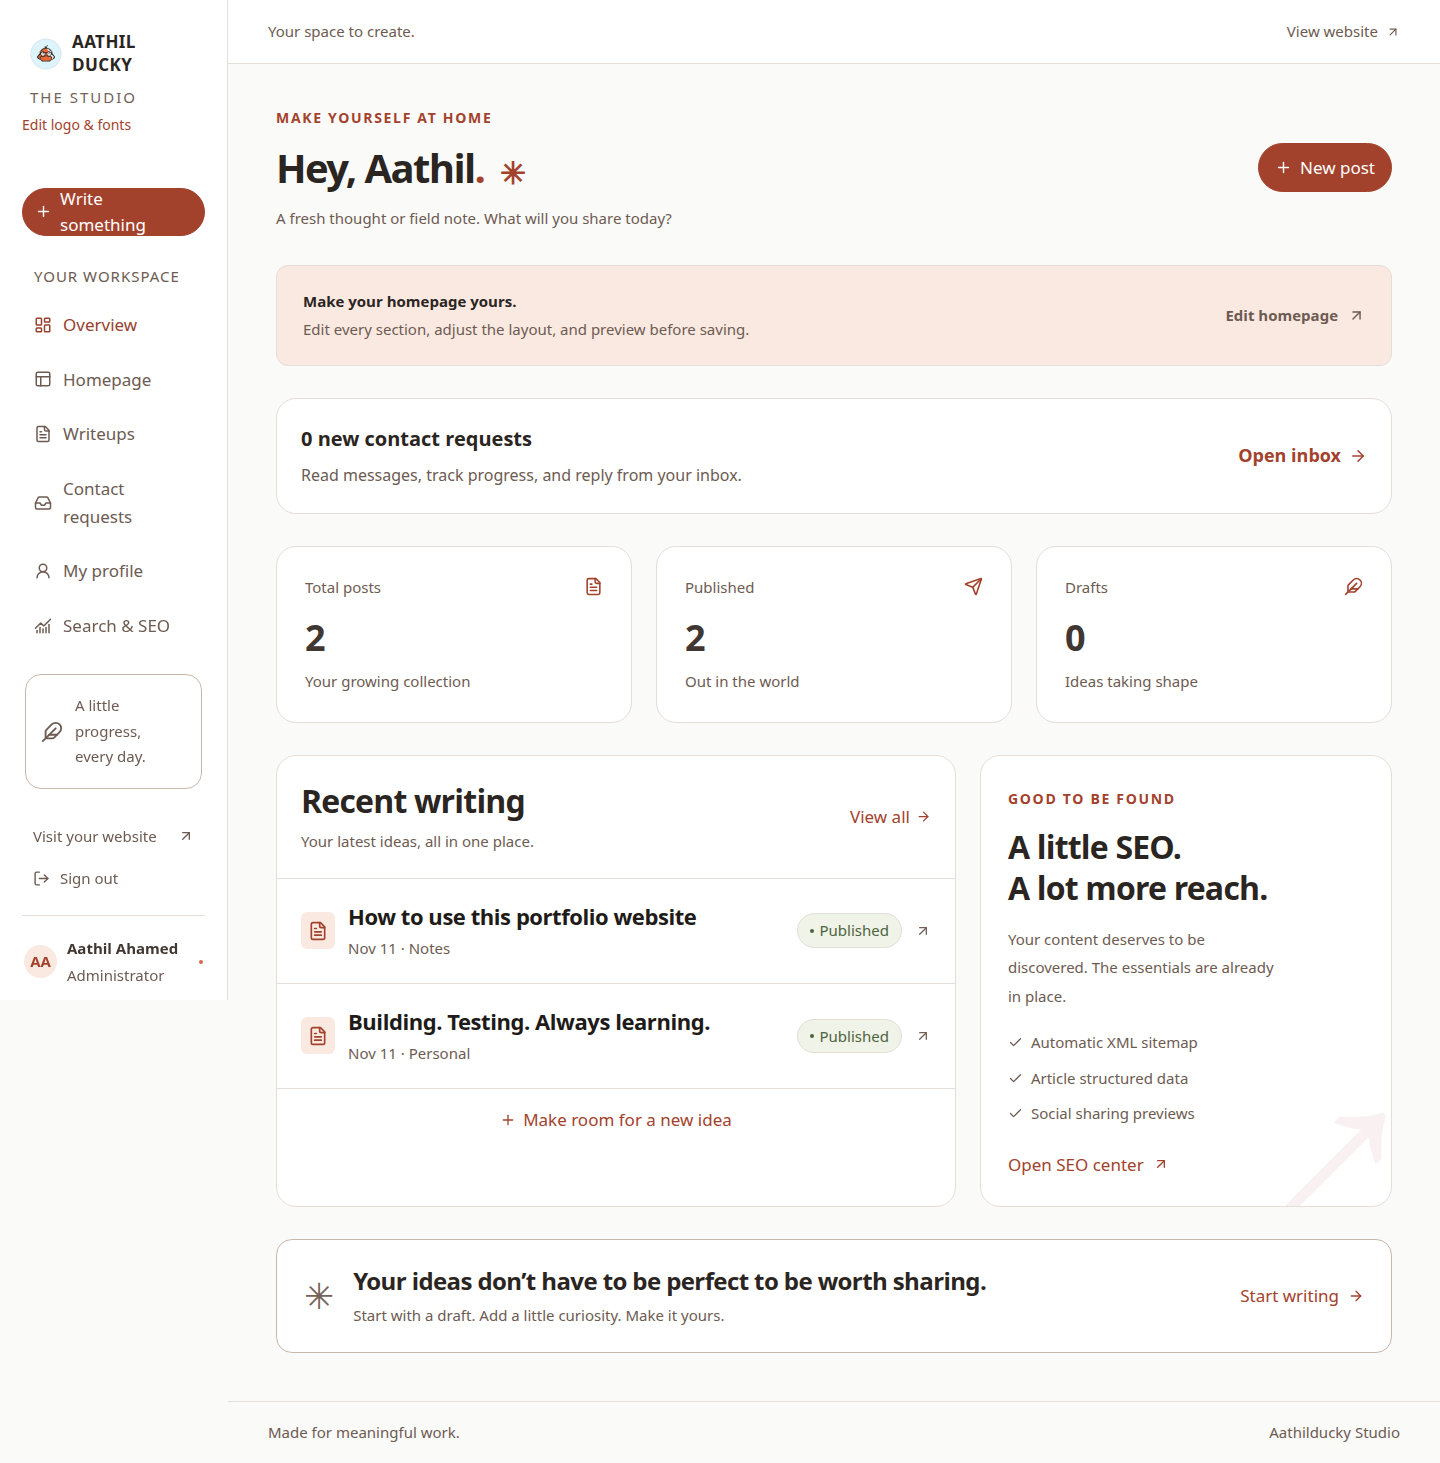 AATHIL
DUCKY
THE STUDIO
Edit logo & fonts
Write
something
YOUR WORKSPACE
Overview
Homepage
Writeups
Contact
requests
My profile
Search & SEO
A little
progress,
every day.
Visit your website
Sign out
AA
Aathil Ahamed
Administrator
Your space to create.
View website
MAKE YOURSELF AT HOME
Hey, Aathil.
New post
A fresh thought or field note. What will you share today?
Make your homepage yours.
Edit every section, adjust the layout, and preview before saving.
Edit homepage
0 new contact requests
Read messages, track progress, and reply from your inbox.
Open inbox
Total posts
2
Your growing collection
Published
2
Out in the world
Drafts
0
Ideas taking shape
Recent writing
Your latest ideas, all in one place.
View all
How to use this portfolio website
Nov 11 · Notes
Published
Building. Testing. Always learning.
Nov 11 · Personal
Published
Make room for a new idea
GOOD TO BE FOUND
A little SEO.
A lot more reach.
Your content deserves to be
discovered. The essentials are already
in place.
Automatic XML sitemap
Article structured data
Social sharing previews
Open SEO center
Your ideas don’t have to be perfect to be worth sharing.
Start with a draft. Add a little curiosity. Make it yours.
Start writing
Made for meaningful work.
Aathilducky Studio